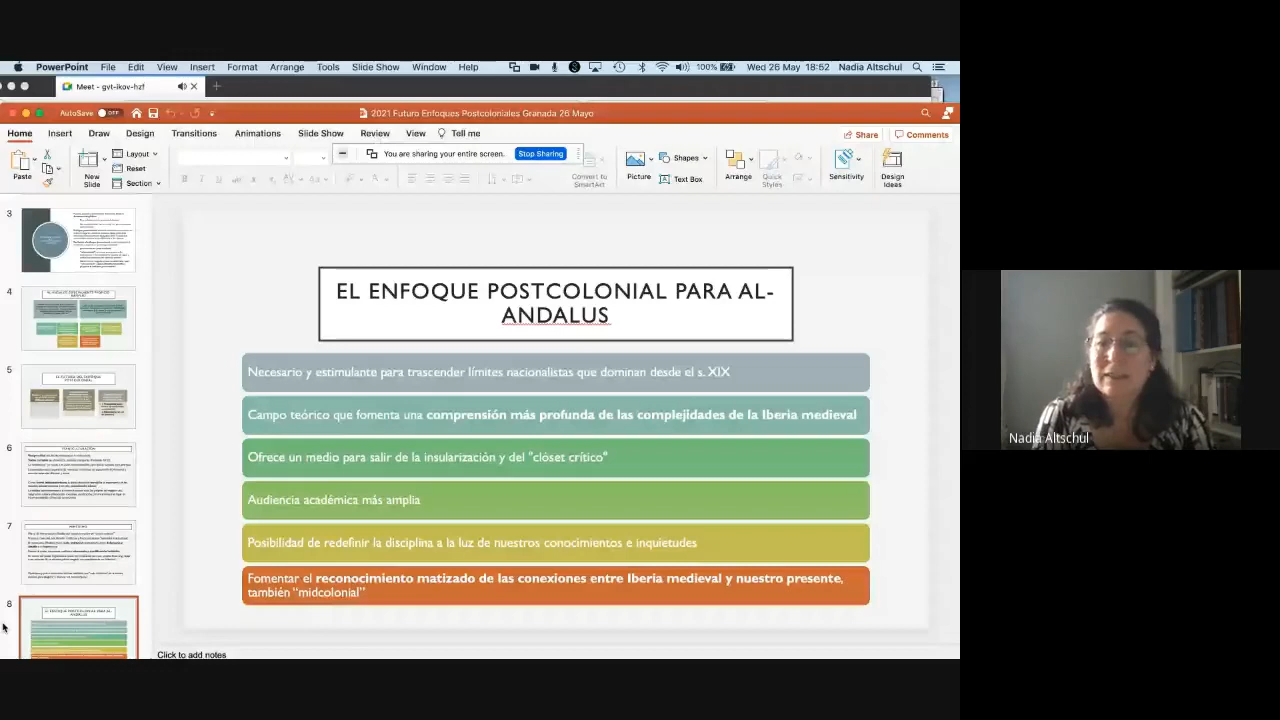 PowerPoint File Edit View Insert Format Arrange Tools Slide Show Window Help 100% Wed 26 May 18:52 Nadia Altschul
Meet - gvt-ikov-hzf
AutoSave OFF 2021 Futuro Enfoques Postcoloniales Granada 26 Mayo
Home Insert Draw Design Transitions Animations Slide Show Review View Tell me Share Comments
You are sharing your entire screen. Stop Sharing
Paste New Slide Layout Reset Section Convert to SmartArt Picture Shapes Text Box Arrange Quick Styles Sensitivity Design Ideas
3
4
5
6
7
8
EL ENFOQUE POSTCOLONIAL PARA AL-
ANDALUS
Necesario y estimulante para trascender límites nacionalistas que dominan desde el s. XIX
Campo teórico que fomenta una comprensión más profunda de las complejidades de la Iberia medieval
Ofrece un medio para salir de la insularización y del "clóset crítico"
Audiencia académica más amplia
Posibilidad de redefinir la disciplina a la luz de nuestros conocimientos e inquietudes
Fomentar el reconocimiento matizado de las conexiones entre Iberia medieval y nuestro presente,
también "midcolonial"
Click to add notes
Nadia Altschul